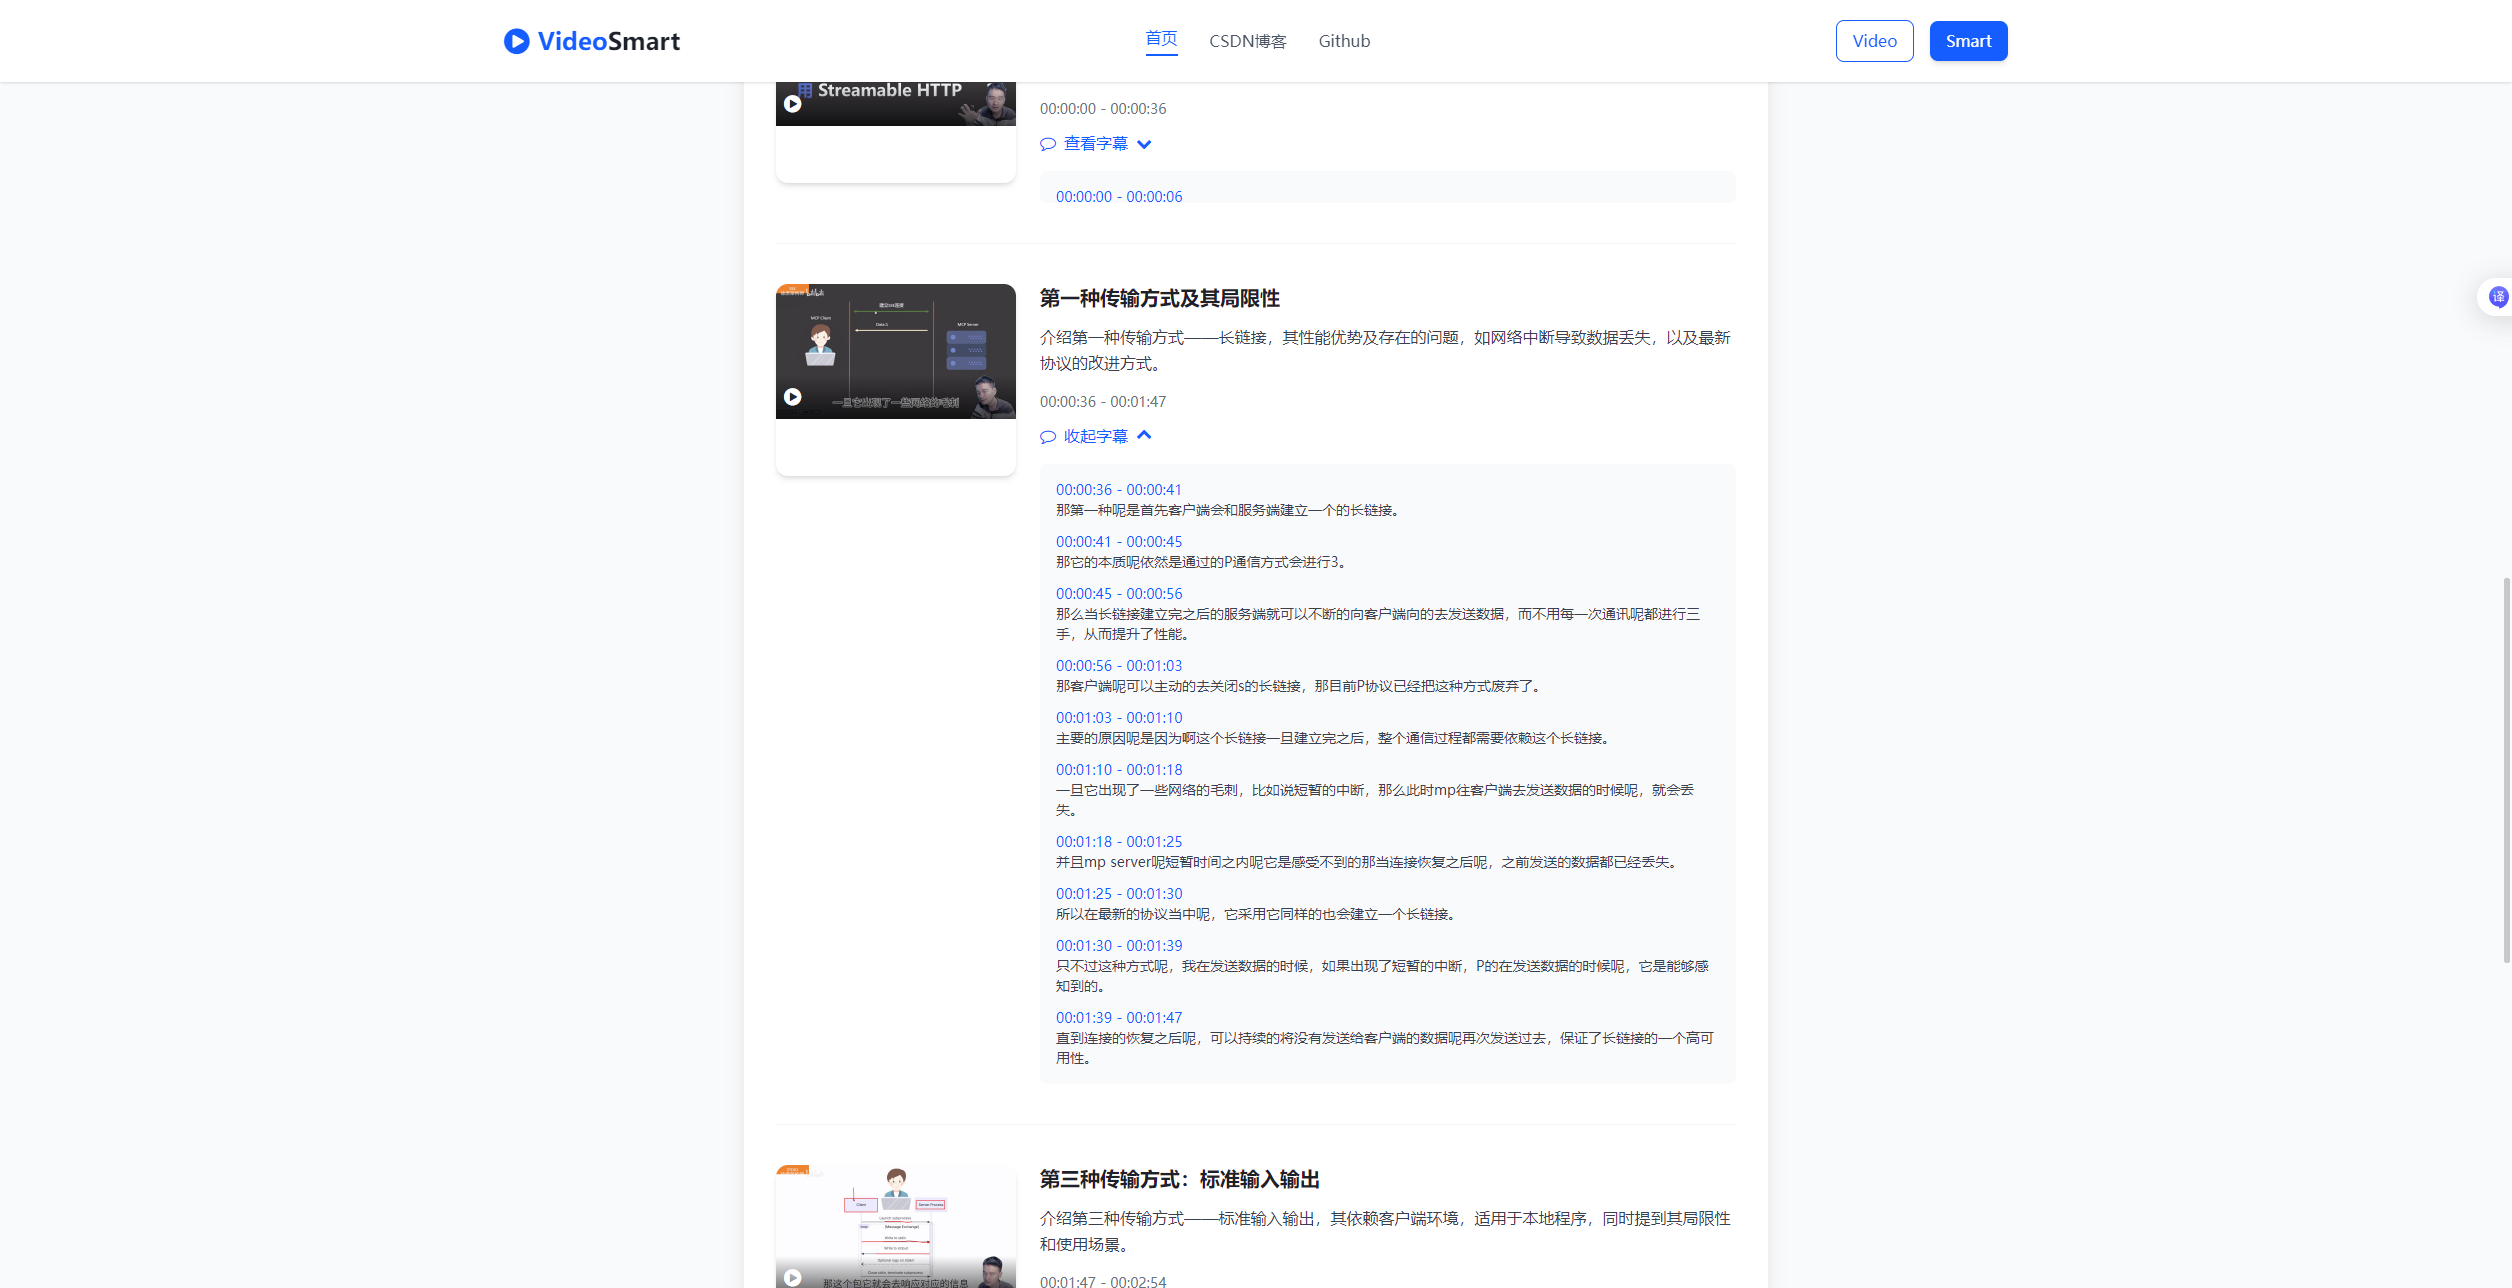 VideoSmart
首页
CSDN博客
Github
Video
Smart
用 Streamable HTTP
00:00:00 - 00:00:36
查看字幕
00:00:00 - 00:00:06
译
建立SSE连接
MCP Client
Data 1
MCP Server
一旦它出现了一些网络的毛刺
第一种传输方式及其局限性
介绍第一种传输方式——长链接，其性能优势及存在的问题，如网络中断导致数据丢失，以及最新
协议的改进方式。
00:00:36 - 00:01:47
收起字幕
00:00:36 - 00:00:41
那第一种呢是首先客户端会和服务端建立一个的长链接。
00:00:41 - 00:00:45
那它的本质呢依然是通过的P通信方式会进行3。
00:00:45 - 00:00:56
那么当长链接建立完之后的服务端就可以不断的向客户端向的去发送数据，而不用每一次通讯呢都进行三
手，从而提升了性能。
00:00:56 - 00:01:03
那客户端呢可以主动的去关闭s的长链接，那目前P协议已经把这种方式废弃了。
00:01:03 - 00:01:10
主要的原因呢是因为啊这个长链接一旦建立完之后，整个通信过程都需要依赖这个长链接。
00:01:10 - 00:01:18
一旦它出现了一些网络的毛刺，比如说短暂的中断，那么此时mp往客户端去发送数据的时候呢，就会丢
失。
00:01:18 - 00:01:25
并且mp server呢短暂时间之内呢它是感受不到的那当连接恢复之后呢，之前发送的数据都已经丢失。
00:01:25 - 00:01:30
所以在最新的协议当中呢，它采用它同样的也会建立一个长链接。
00:01:30 - 00:01:39
只不过这种方式呢，我在发送数据的时候，如果出现了短暂的中断，P的在发送数据的时候呢，它是能够感
知到的。
00:01:39 - 00:01:47
直到连接的恢复之后呢，可以持续的将没有发送给客户端的数据呢再次发送过去，保证了长链接的一个高可
用性。
Client
Server Process
Launch subprocess
[Message Exchange]
Write to stdin
Write to stdout
Optional logs on stderr
Close stdin, terminate subprocess
那这个包它就会去响应对应的信息
第三种传输方式：标准输入输出
介绍第三种传输方式——标准输入输出，其依赖客户端环境，适用于本地程序，同时提到其局限性
和使用场景。
00:01:47 - 00:02:54